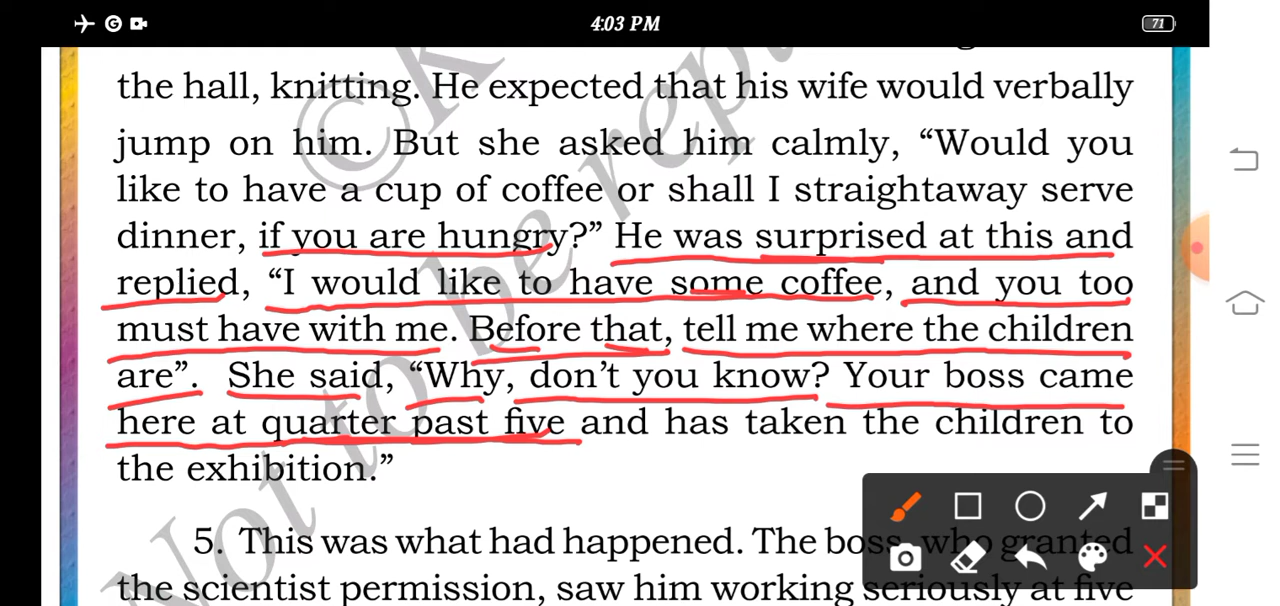 4:03 PM
71
the hall, knitting. He expected that his wife would verbally
jump on him. But she asked him calmly, “Would you
like to have a cup of coffee or shall I straightaway serve
dinner, if you are hungry?” He was surprised at this and
replied, “I would like to have some coffee, and you too
must have with me. Before that, tell me where the children
are”. She said, “Why, don’t you know? Your boss came
here at quarter past five and has taken the children to
the exhibition.”
5. This was what had happened. The boss, who granted
the scientist permission, saw him working seriously at five
©K
Not to be rep